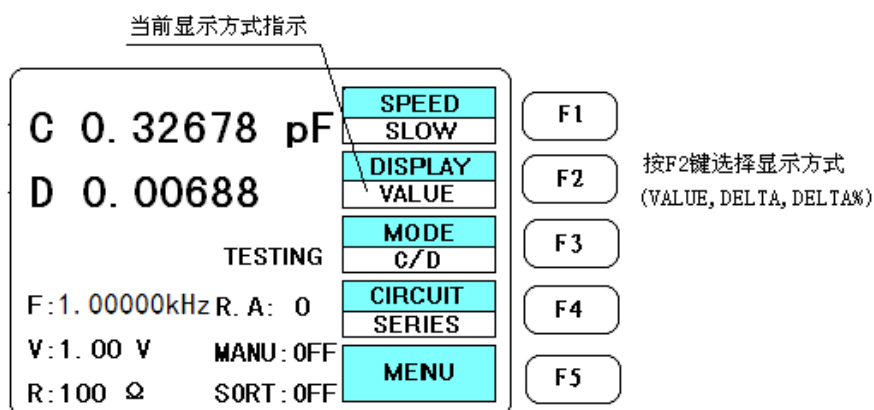 当前显示方式指示
C 0.32678 pF
D 0.00688
TESTING
F:1.00000kHz R.A: 0
V:1.00 V MANU:OFF
R:100 Ω SORT:OFF
SPEED
SLOW
DISPLAY
VALUE
MODE
C/D
CIRCUIT
SERIES
MENU
F1
F2
F3
F4
F5
按F2键选择显示方式
(VALUE,DELTA,DELTA%)